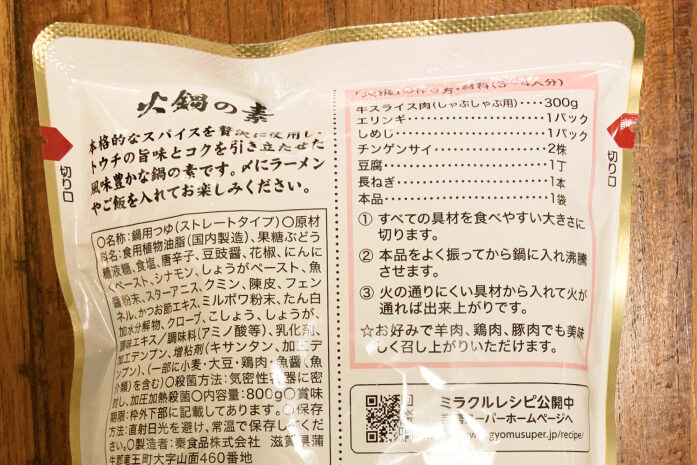 火鍋の素
本格的なスパイスを贅沢に使用し、
トウチの旨味とコクを引き立たせた
風味豊かな鍋の素です。〆にラーメン
やご飯を入れてお楽しみください。
切り口
○名称：鍋用つゆ（ストレートタイプ）○原材
料名：食用植物油脂（国内製造）、果糖ぶどう
糖液糖、食塩、唐辛子、豆豉醤、花椒、にんに
くペースト、シナモン、しょうがペースト、魚
醤粉末、スターアニス、クミン、陳皮、フェン
ネル、かつお節エキス、ミルポワ粉末、たん白
加水分解物、クローブ、こしょう、しょうが、
酵母エキス／調味料（アミノ酸等）、乳化剤、
加工デンプン、増粘剤（キサンタン、加工デ
ンプン）、（一部に小麦・大豆・鶏肉・魚醤（魚
介類）を含む）○殺菌方法：気密性容器に密
封し、加圧加熱殺菌○内容量：800g○賞味
期限：枠外下部に記載してあります。○保存
方法：直射日光を避け、常温で保存してくださ
い。○製造者：秦食品株式会社 滋賀県蒲
生郡竜王町大字山面460番地
材料（3〜4人分）
牛スライス肉（しゃぶしゃぶ用）‥‥300g
エリンギ‥‥1パック
しめじ‥‥1パック
チンゲンサイ‥‥2株
豆腐‥‥1丁
長ねぎ‥‥1本
本品‥‥1袋
① すべての具材を食べやすい大きさに
切ります。
② 本品をよく振ってから鍋に入れ沸騰
させます。
③ 火の通りにくい具材から入れて火が
通れば出来上がりです。
☆お好みで羊肉、鶏肉、豚肉でも美味
しく召し上がりいただけます。
切り口
ミラクルレシピ公開中
業務スーパーホームページへ
gyomusuper.jp/recipe/